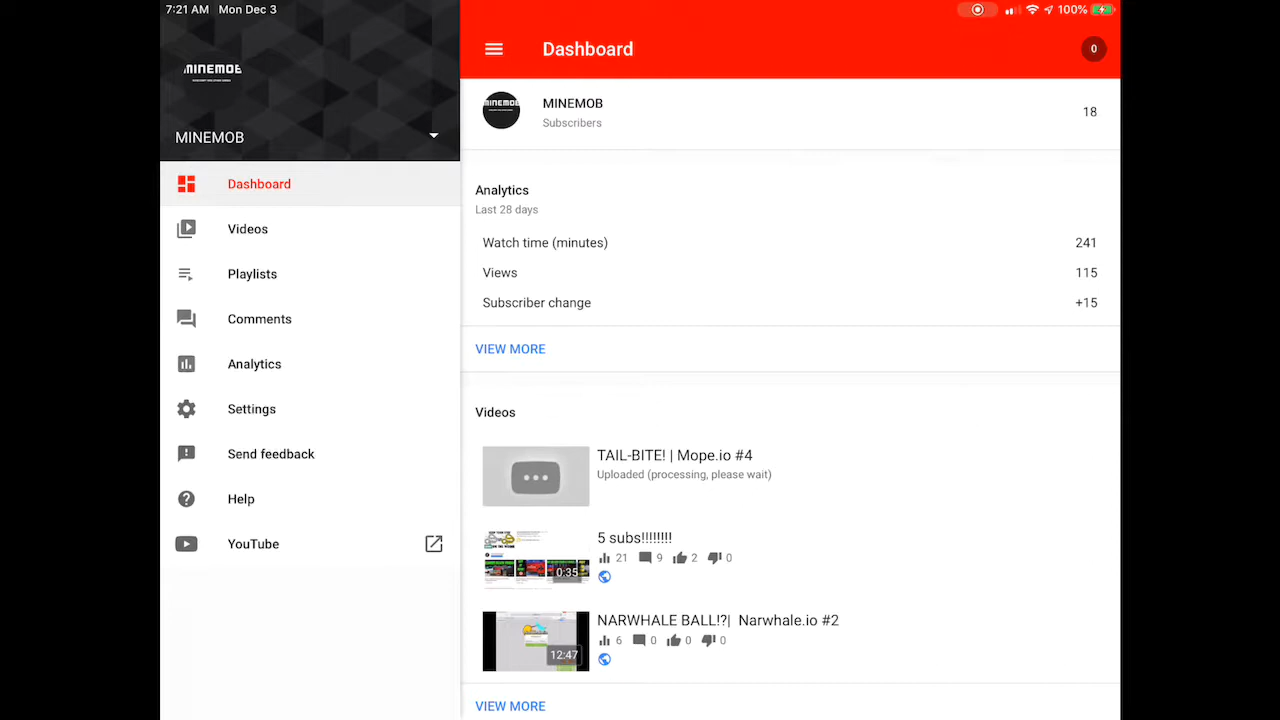 7:21 AM Mon Dec 3
100%
MINEMOB
MINEMOB
Dashboard
Videos
Playlists
Comments
Analytics
Settings
Send feedback
Help
YouTube
Dashboard
0
MINEMOB
MINEMOB
Subscribers
18
Analytics
Last 28 days
Watch time (minutes) 241
Views 115
Subscriber change +15
VIEW MORE
Videos
TAIL-BITE! | Mope.io #4
Uploaded (processing, please wait)
0:35
5 subs!!!!!!!!
21 9 2 0
12:47
NARWHALE BALL!?| Narwhale.io #2
6 0 0 0
VIEW MORE